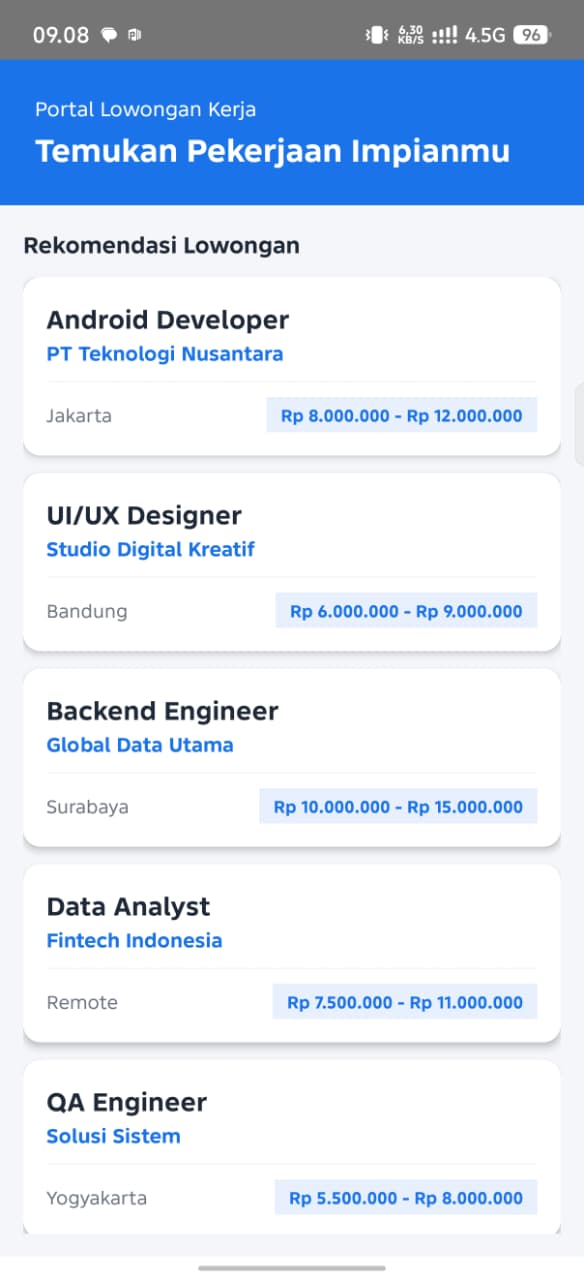 09.08 6,30 KB/S 4.5G 96
Portal Lowongan Kerja
Temukan Pekerjaan Impianmu
Rekomendasi Lowongan
Android Developer
PT Teknologi Nusantara
Jakarta Rp 8.000.000 - Rp 12.000.000
UI/UX Designer
Studio Digital Kreatif
Bandung Rp 6.000.000 - Rp 9.000.000
Backend Engineer
Global Data Utama
Surabaya Rp 10.000.000 - Rp 15.000.000
Data Analyst
Fintech Indonesia
Remote Rp 7.500.000 - Rp 11.000.000
QA Engineer
Solusi Sistem
Yogyakarta Rp 5.500.000 - Rp 8.000.000